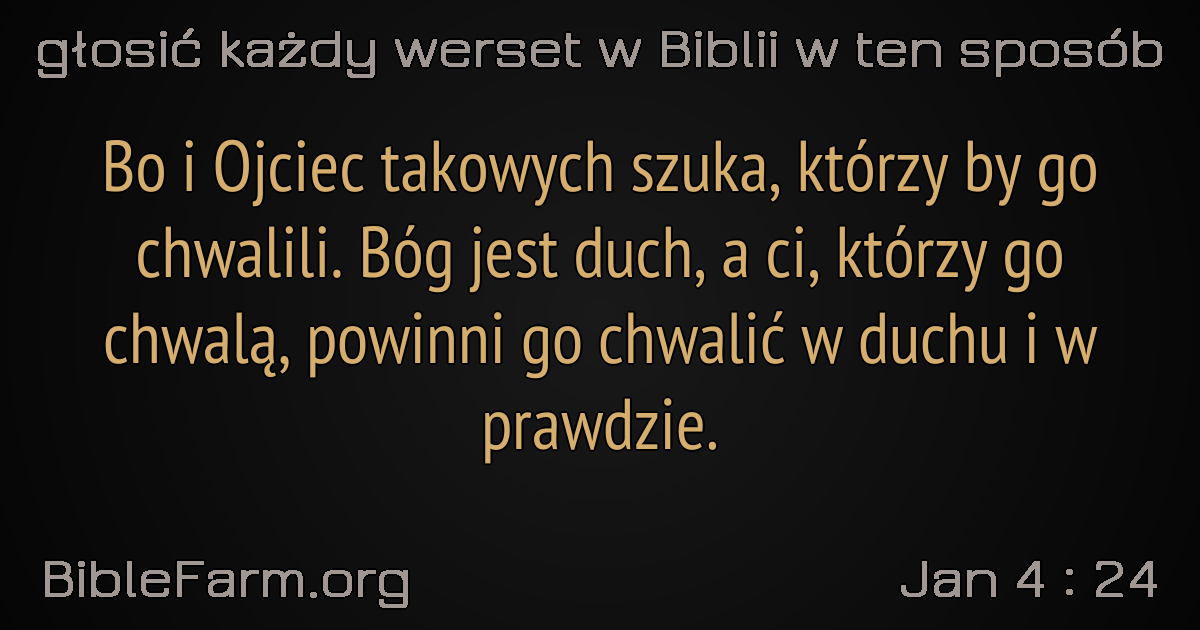 głosić każdy werset w Biblii w ten sposób
Bo i Ojciec takowych szuka, którzy by go
chwalili. Bóg jest duch, a ci, którzy go
chwalą, powinni go chwalić w duchu i w
prawdzie.
BibleFarm.org
Jan 4 : 24